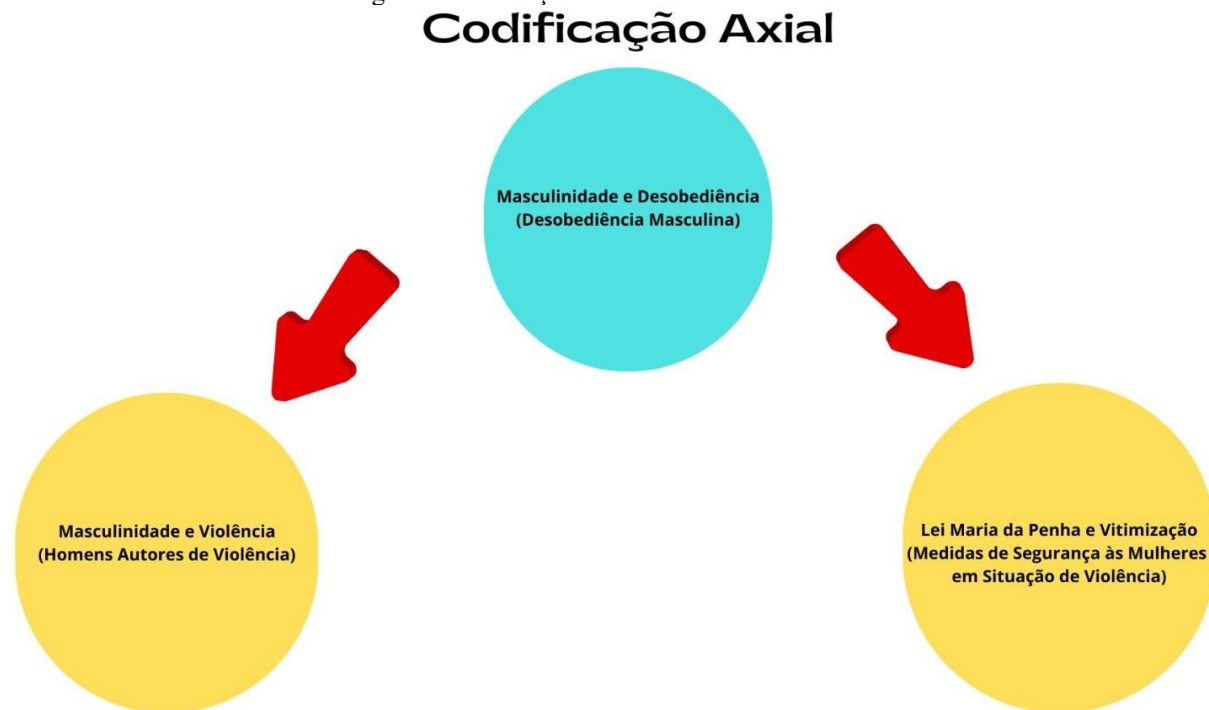 Codificação Axial
Masculinidade e Desobediência
(Desobediência Masculina)
Masculinidade e Violência
(Homens Autores de Violência)
Lei Maria da Penha e Vitimização
(Medidas de Segurança às Mulheres
em Situação de Violência)